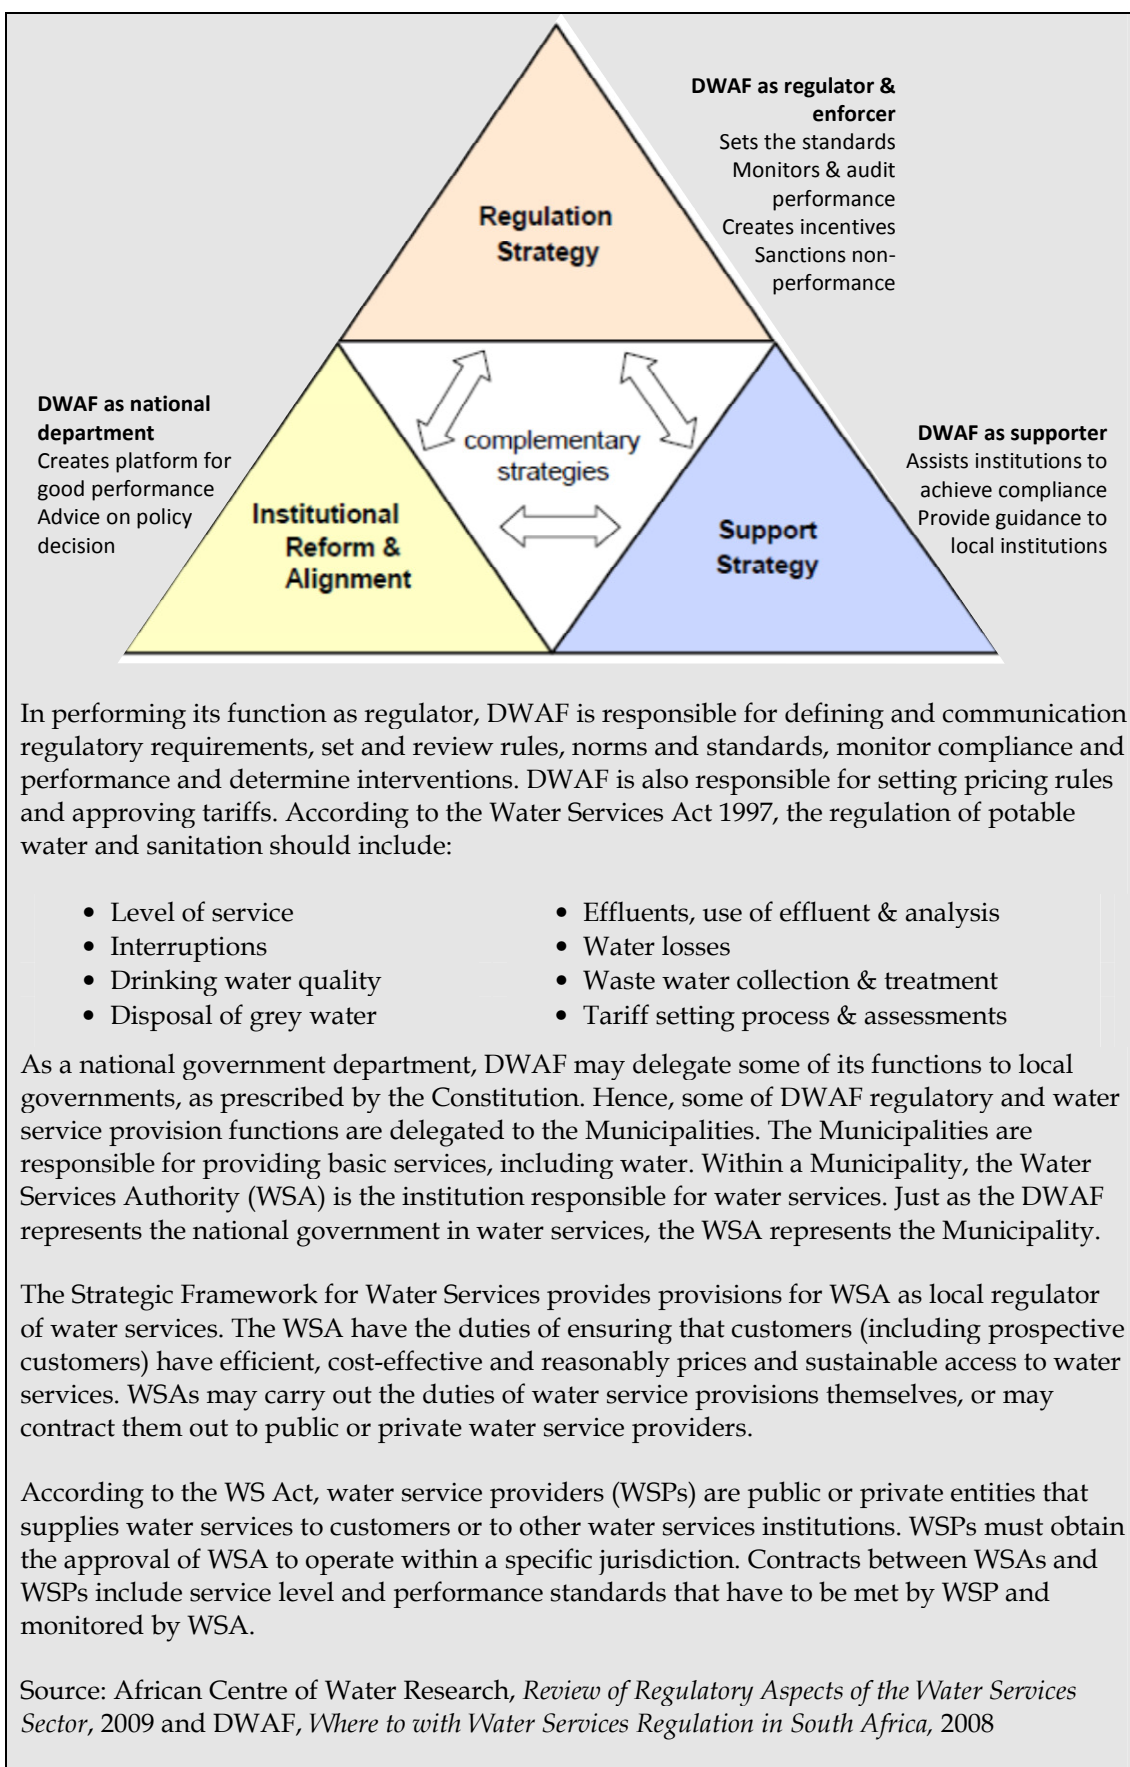 DWAF as regulator &
enforcer
Sets the standards
Monitors & audit
performance
Creates incentives
Sanctions non-
performance
Regulation
Strategy
DWAF as national
department
Creates platform for
good performance
Advice on policy
decision
complementary
strategies
DWAF as supporter
Assists institutions to
achieve compliance
Provide guidance to
local institutions
Institutional
Reform &
Alignment
Support
Strategy
In performing its function as regulator, DWAF is responsible for defining and communication
regulatory requirements, set and review rules, norms and standards, monitor compliance and
performance and determine interventions. DWAF is also responsible for setting pricing rules
and approving tariffs. According to the Water Services Act 1997, the regulation of potable
water and sanitation should include:
• Level of service
• Interruptions
• Drinking water quality
• Disposal of grey water
• Effluents, use of effluent & analysis
• Water losses
• Waste water collection & treatment
• Tariff setting process & assessments
As a national government department, DWAF may delegate some of its functions to local
governments, as prescribed by the Constitution. Hence, some of DWAF regulatory and water
service provision functions are delegated to the Municipalities. The Municipalities are
responsible for providing basic services, including water. Within a Municipality, the Water
Services Authority (WSA) is the institution responsible for water services. Just as the DWAF
represents the national government in water services, the WSA represents the Municipality.
The Strategic Framework for Water Services provides provisions for WSA as local regulator
of water services. The WSA have the duties of ensuring that customers (including prospective
customers) have efficient, cost-effective and reasonably prices and sustainable access to water
services. WSAs may carry out the duties of water service provisions themselves, or may
contract them out to public or private water service providers.
According to the WS Act, water service providers (WSPs) are public or private entities that
supplies water services to customers or to other water services institutions. WSPs must obtain
the approval of WSA to operate within a specific jurisdiction. Contracts between WSAs and
WSPs include service level and performance standards that have to be met by WSP and
monitored by WSA.
Source: African Centre of Water Research, Review of Regulatory Aspects of the Water Services
Sector, 2009 and DWAF, Where to with Water Services Regulation in South Africa, 2008